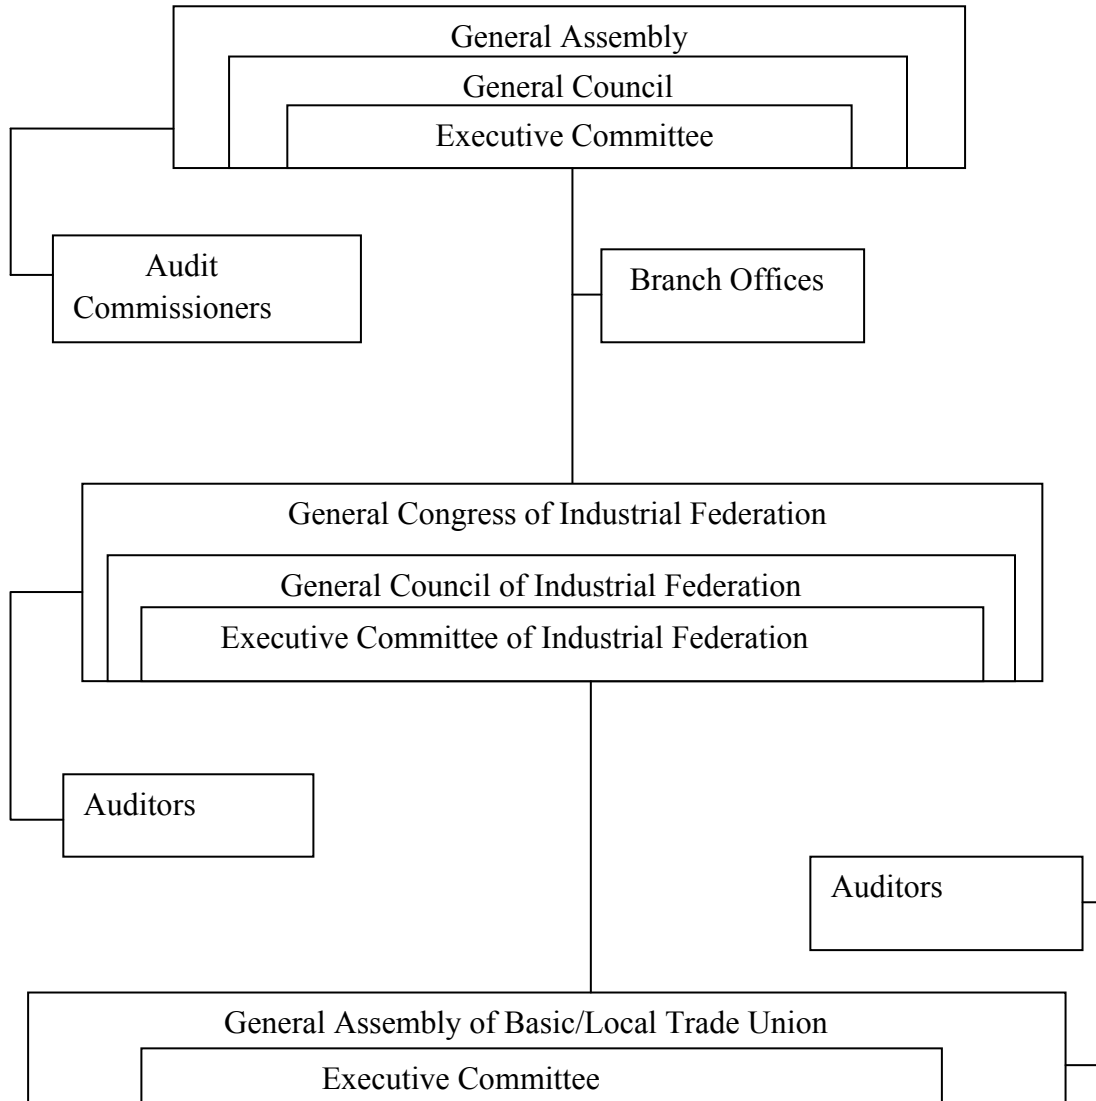 General Assembly
General Council
Executive Committee
Audit
Commissioners
Branch Offices
General Congress of Industrial Federation
General Council of Industrial Federation
Executive Committee of Industrial Federation
Auditors
Auditors
General Assembly of Basic/Local Trade Union
Executive Committee